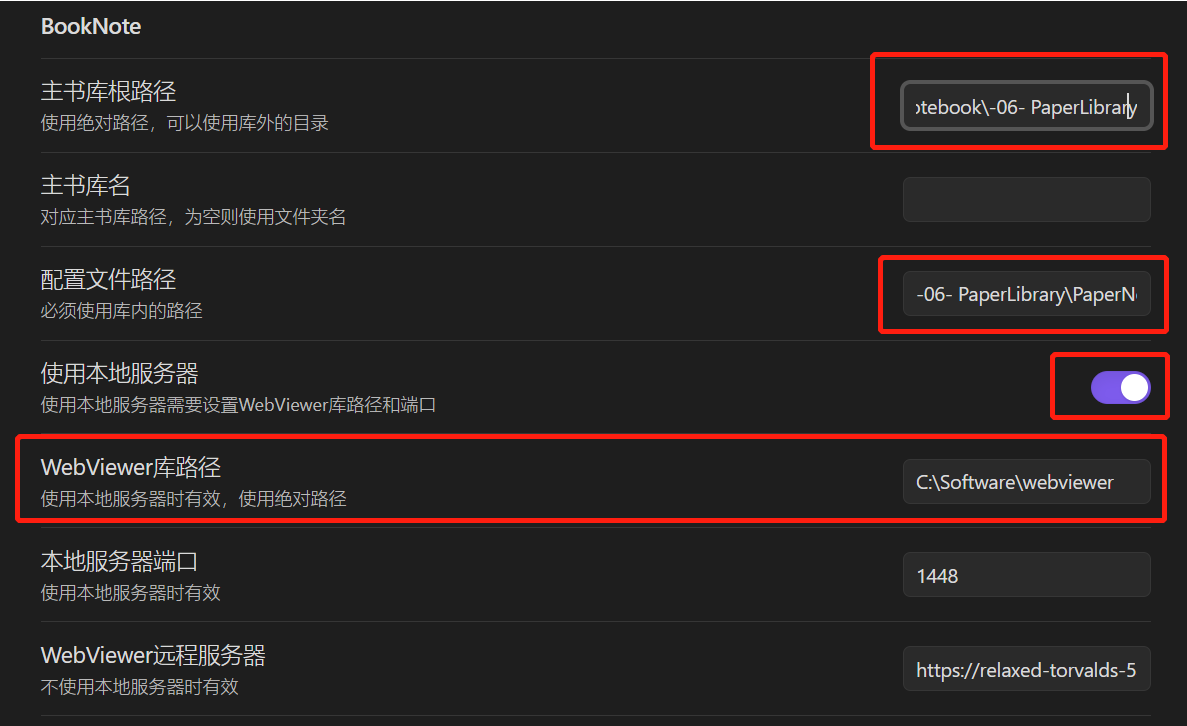 BookNote
主书库根路径
使用绝对路径，可以使用库外的目录
otebook\-06- PaperLibrary
主书库名
对应主书库路径，为空则使用文件夹名
配置文件路径
必须使用库内的路径
-06- PaperLibrary\PaperN
使用本地服务器
使用本地服务器需要设置WebViewer库路径和端口
WebViewer库路径
使用本地服务器时有效，使用绝对路径
C:\Software\webviewer
本地服务器端口
使用本地服务器时有效
1448
WebViewer远程服务器
不使用本地服务器时有效
https://relaxed-torvalds-5